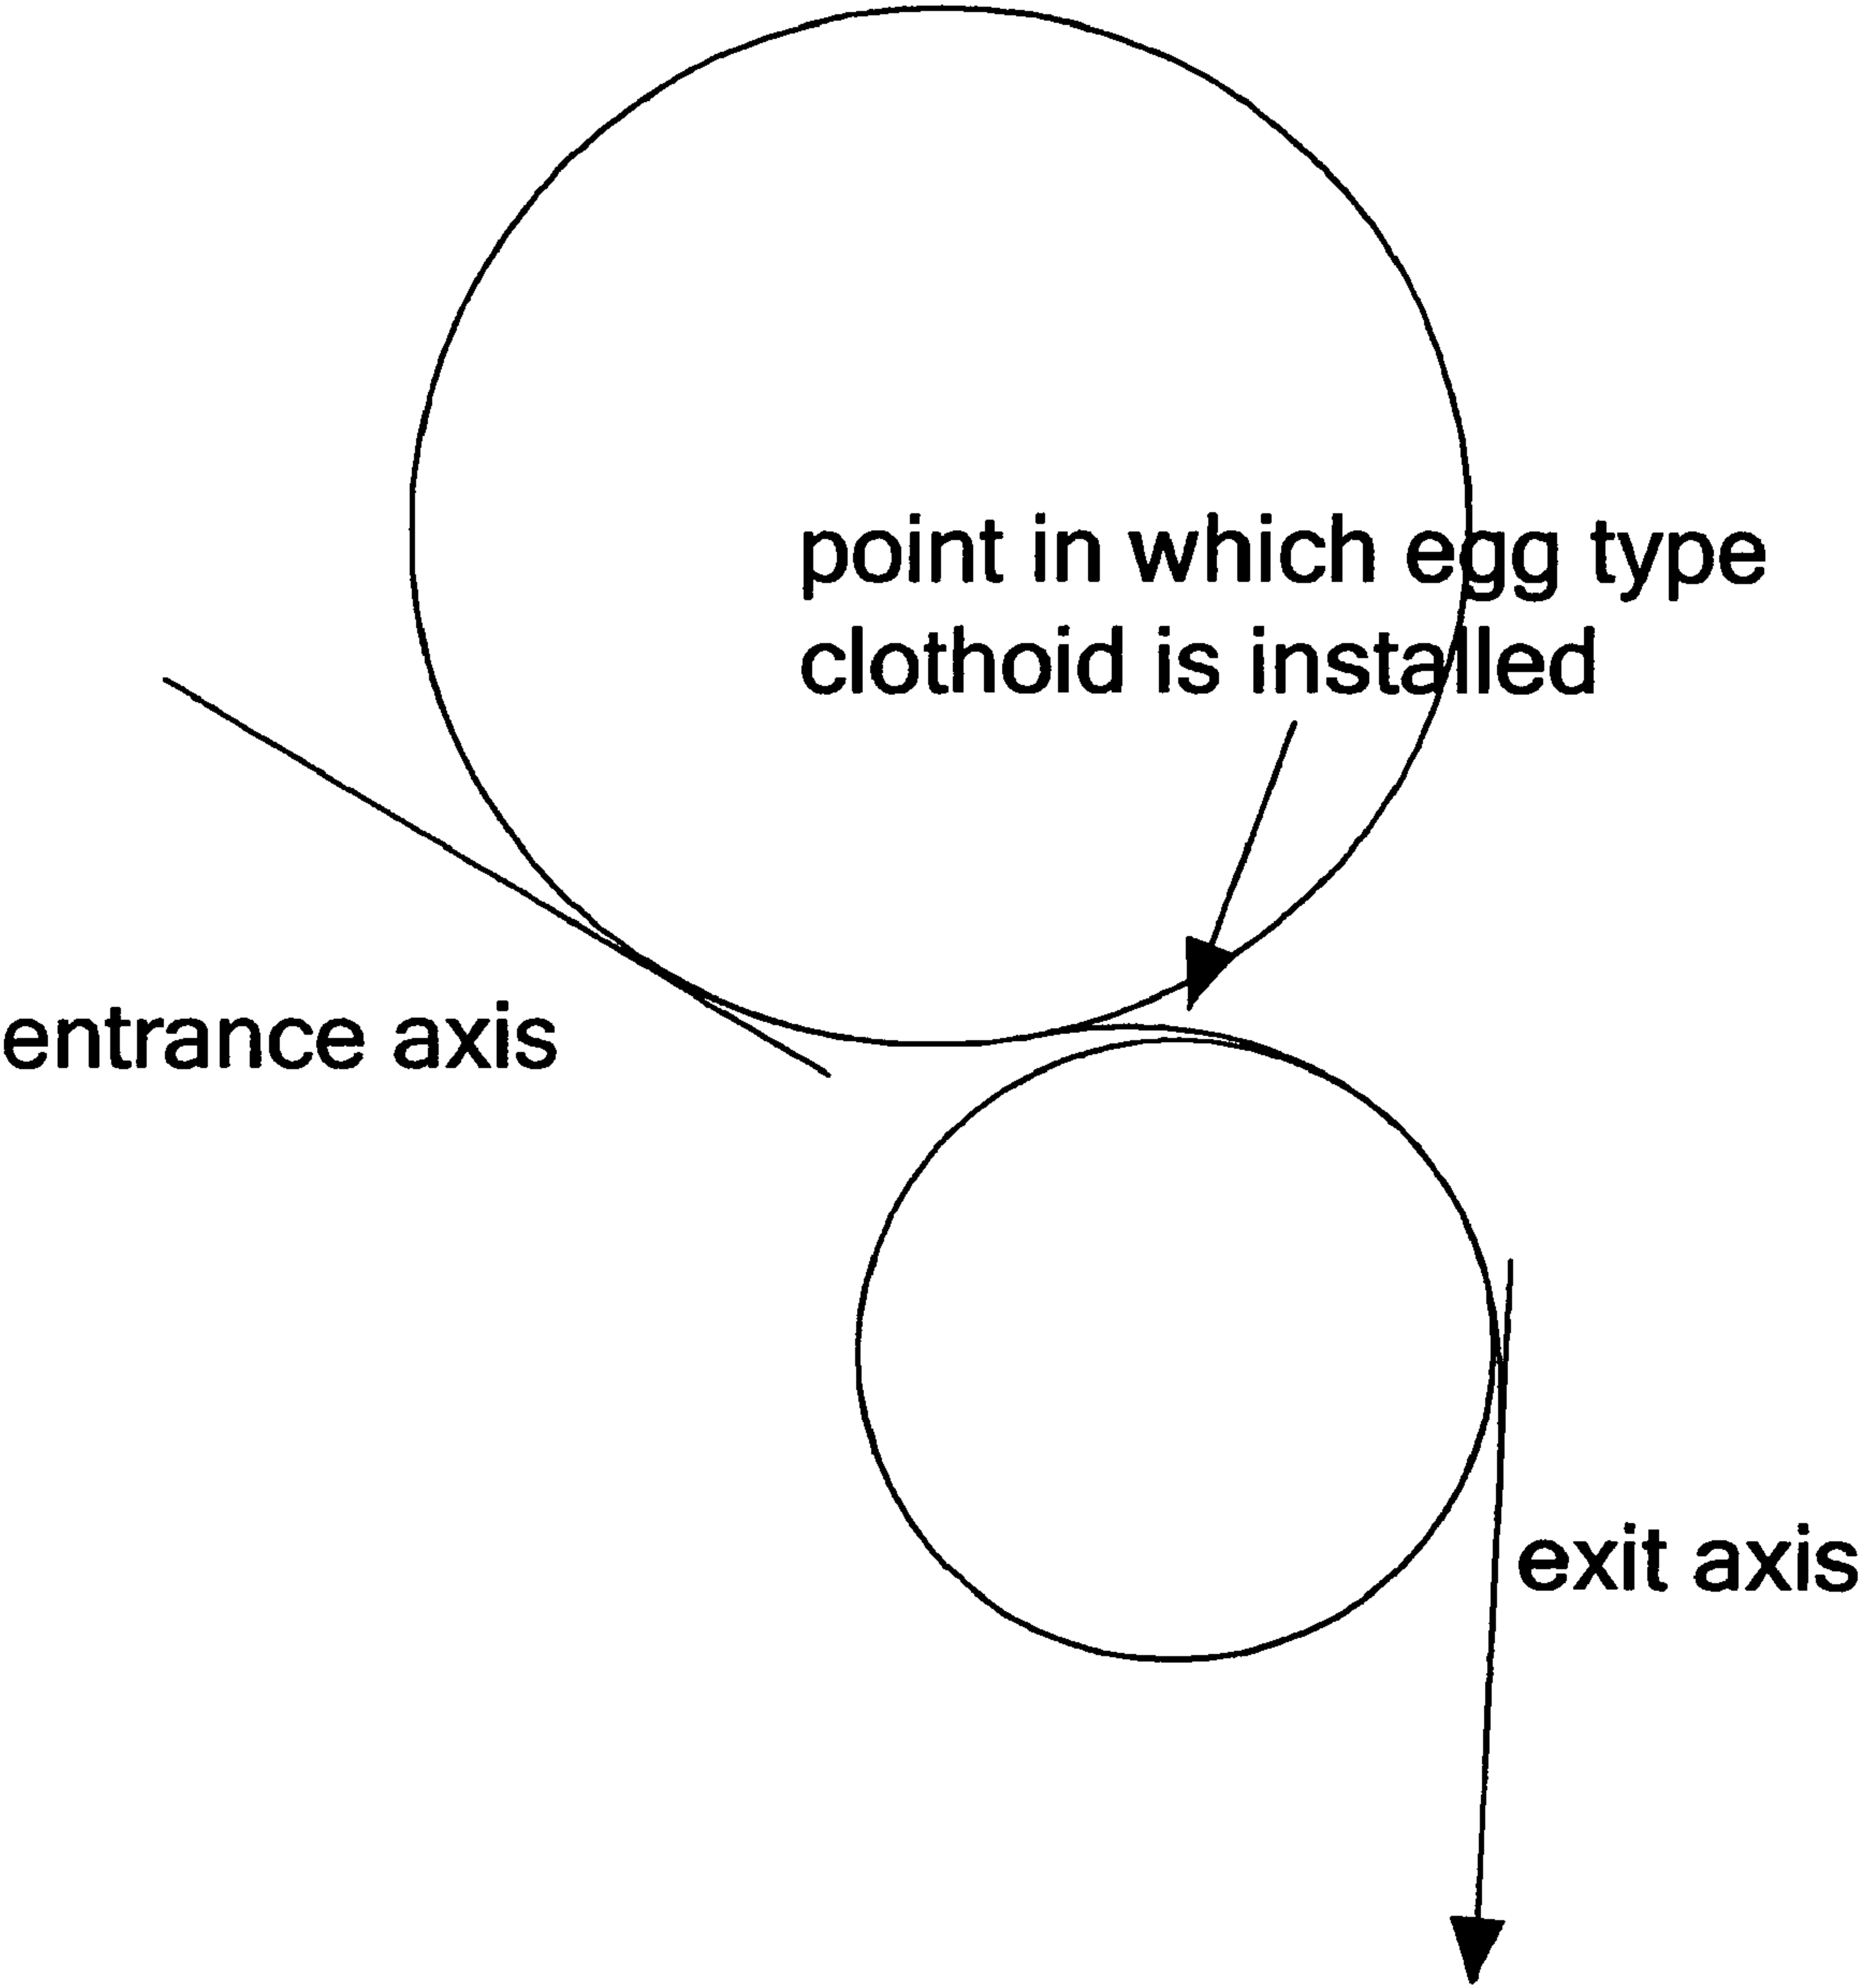 point in which egg type
clothoid is installed
entrance axis
exit axis